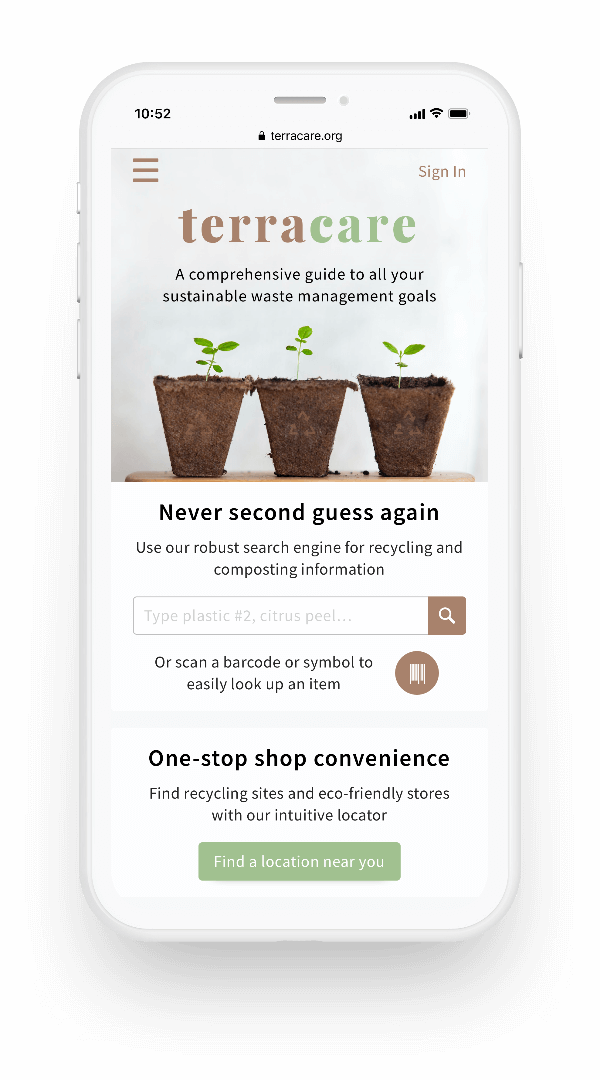 10:52
terracare.org
Sign In
terracare
A comprehensive guide to all your
sustainable waste management goals
Never second guess again
Use our robust search engine for recycling and
composting information
Type plastic #2, citrus peel...
Or scan a barcode or symbol to
easily look up an item
One-stop shop convenience
Find recycling sites and eco-friendly stores
with our intuitive locator
Find a location near you